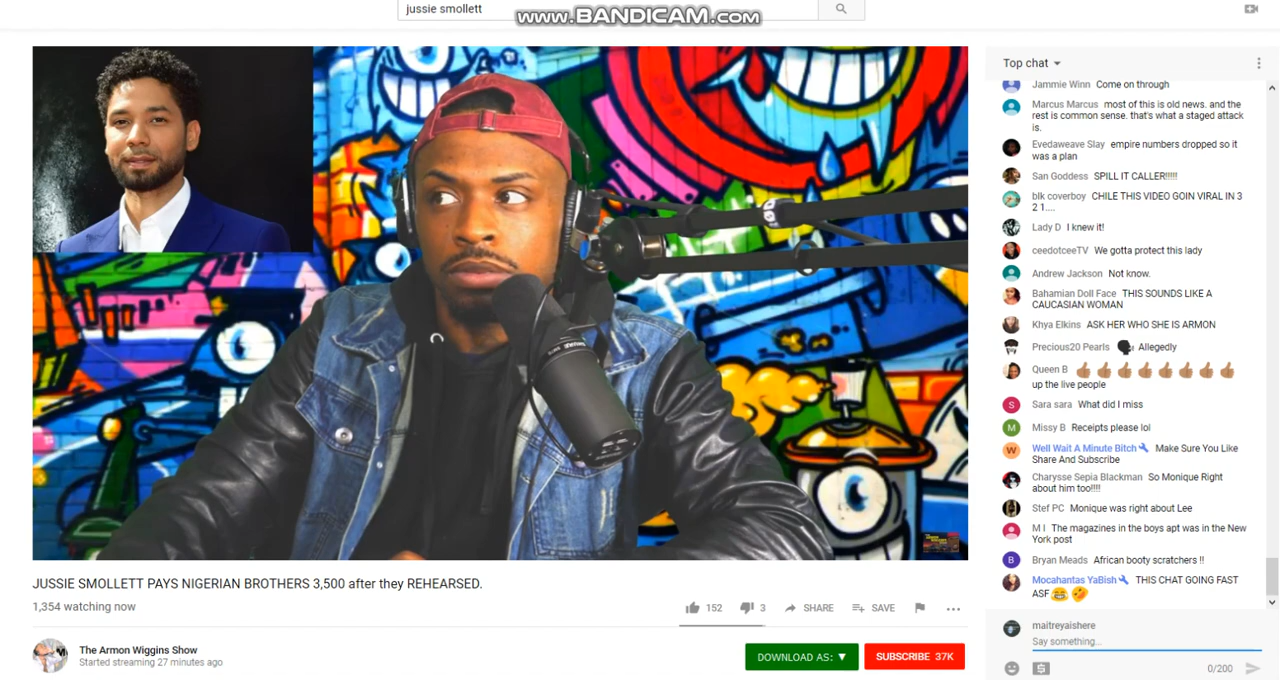 jussie smollett
www.BANDICAM.com
Top chat
Jammie Winn Come on through
Marcus Marcus most of this is old news. and the
rest is common sense. that's what a staged attack
is.
Evedaweave Slay empire numbers dropped so it
was a plan
San Goddess SPILL IT CALLER!!!!!
blk coverboy CHILE THIS VIDEO GOIN VIRAL IN 3
2 1....
Lady D I knew it!
ceedotceeTV We gotta protect this lady
Andrew Jackson Not know.
Bahamian Doll Face THIS SOUNDS LIKE A
CAUCASIAN WOMAN
Khya Elkins ASK HER WHO SHE IS ARMON
Precious20 Pearls 🗣 Allegedly
Queen B 👍🏽👍🏽👍🏽👍🏽👍🏽👍🏽👍🏽👍🏽
up the live people
S Sara sara What did I miss
M Missy B Receipts please lol
W Well Wait A Minute Bitch Make Sure You Like
Share And Subscribe
Charysse Sepia Blackman So Monique Right
about him too!!!!
Stef PC Monique was right about Lee
M I The magazines in the boys apt was in the New
York post
B Bryan Meads African booty scratchers !!
Mocahantas YaBish THIS CHAT GOING FAST
ASF😂🤣
maitreyaishere
Say something...
0/200
JUSSIE SMOLLETT PAYS NIGERIAN BROTHERS 3,500 after they REHEARSED.
1,354 watching now
152 3 SHARE SAVE
The Armon Wiggins Show
Started streaming 27 minutes ago
DOWNLOAD AS: ▼
SUBSCRIBE 37K